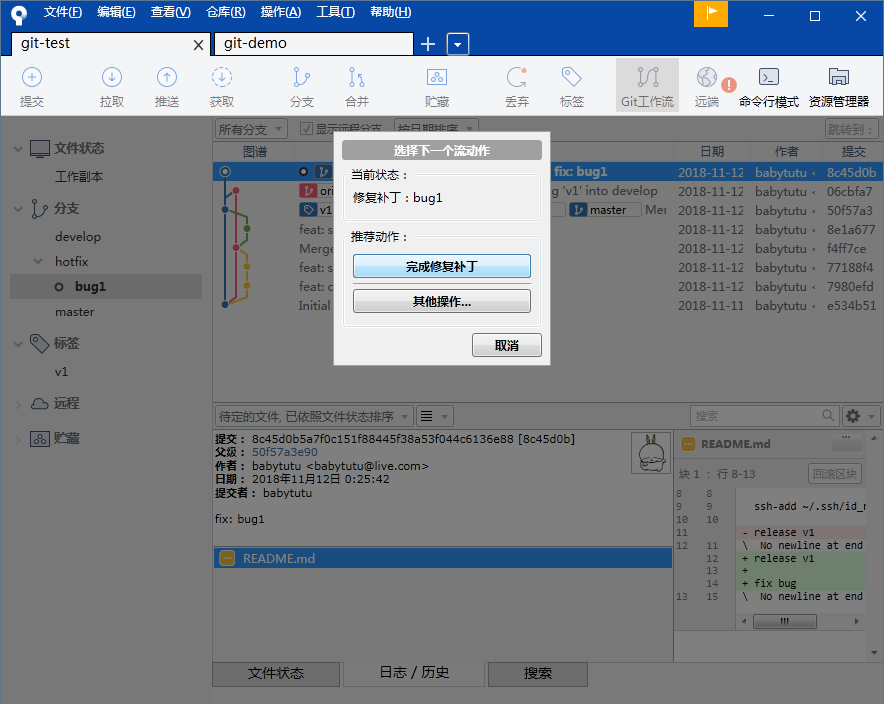 文件(F) 编辑(E) 查看(V) 仓库(R) 操作(A) 工具(T) 帮助(H)
git-test
git-demo
提交 拉取 推送 获取 分支 合并 贮藏 丢弃 标签 Git工作流 远端 命令行模式 资源管理器
所有分支 显示远程分支 按日期排序 跳转到：
文件状态
工作副本
分支
develop
hotfix
bug1
master
标签
v1
远程
贮藏
图谱 日期 作者 提交
fix: bug1 2018-11-12 babytutu 8c45d0b
ori g 'v1' into develop 2018-11-12 babytutu 06cbfa7
v1 master Mer 2018-11-12 babytutu 50f57a3
feat: s 2018-11-12 babytutu 8e1a677
Merge 2018-11-12 babytutu f4ff7ce
feat: s 2018-11-12 babytutu 77188f4
feat: c 2018-11-12 babytutu 7980efd
Initial 2018-11-11 babytutu e534b51
选择下一个流动作
当前状态：
修复补丁：bug1
推荐动作：
完成修复补丁
其他操作...
取消
待定的文件, 已依照文件状态排序 搜索
提交： 8c45d0b5a7f0c151f88445f38a53f044c6136e88 [8c45d0b]
父级： 50f57a3e90
作者： babytutu <babytutu@live.com>
日期： 2018年11月12日 0:25:42
提交者： babytutu
fix: bug1
README.md
README.md
块 1 ： 行 8-13 回滚区块
8 8
9 9 ssh-add ~/.ssh/id_r
10 10
11 - release v1
12 11 \ No newline at end
12 + release v1
13 +
14 + fix bug
13 15 \ No newline at end
文件状态 日志 / 历史 搜索